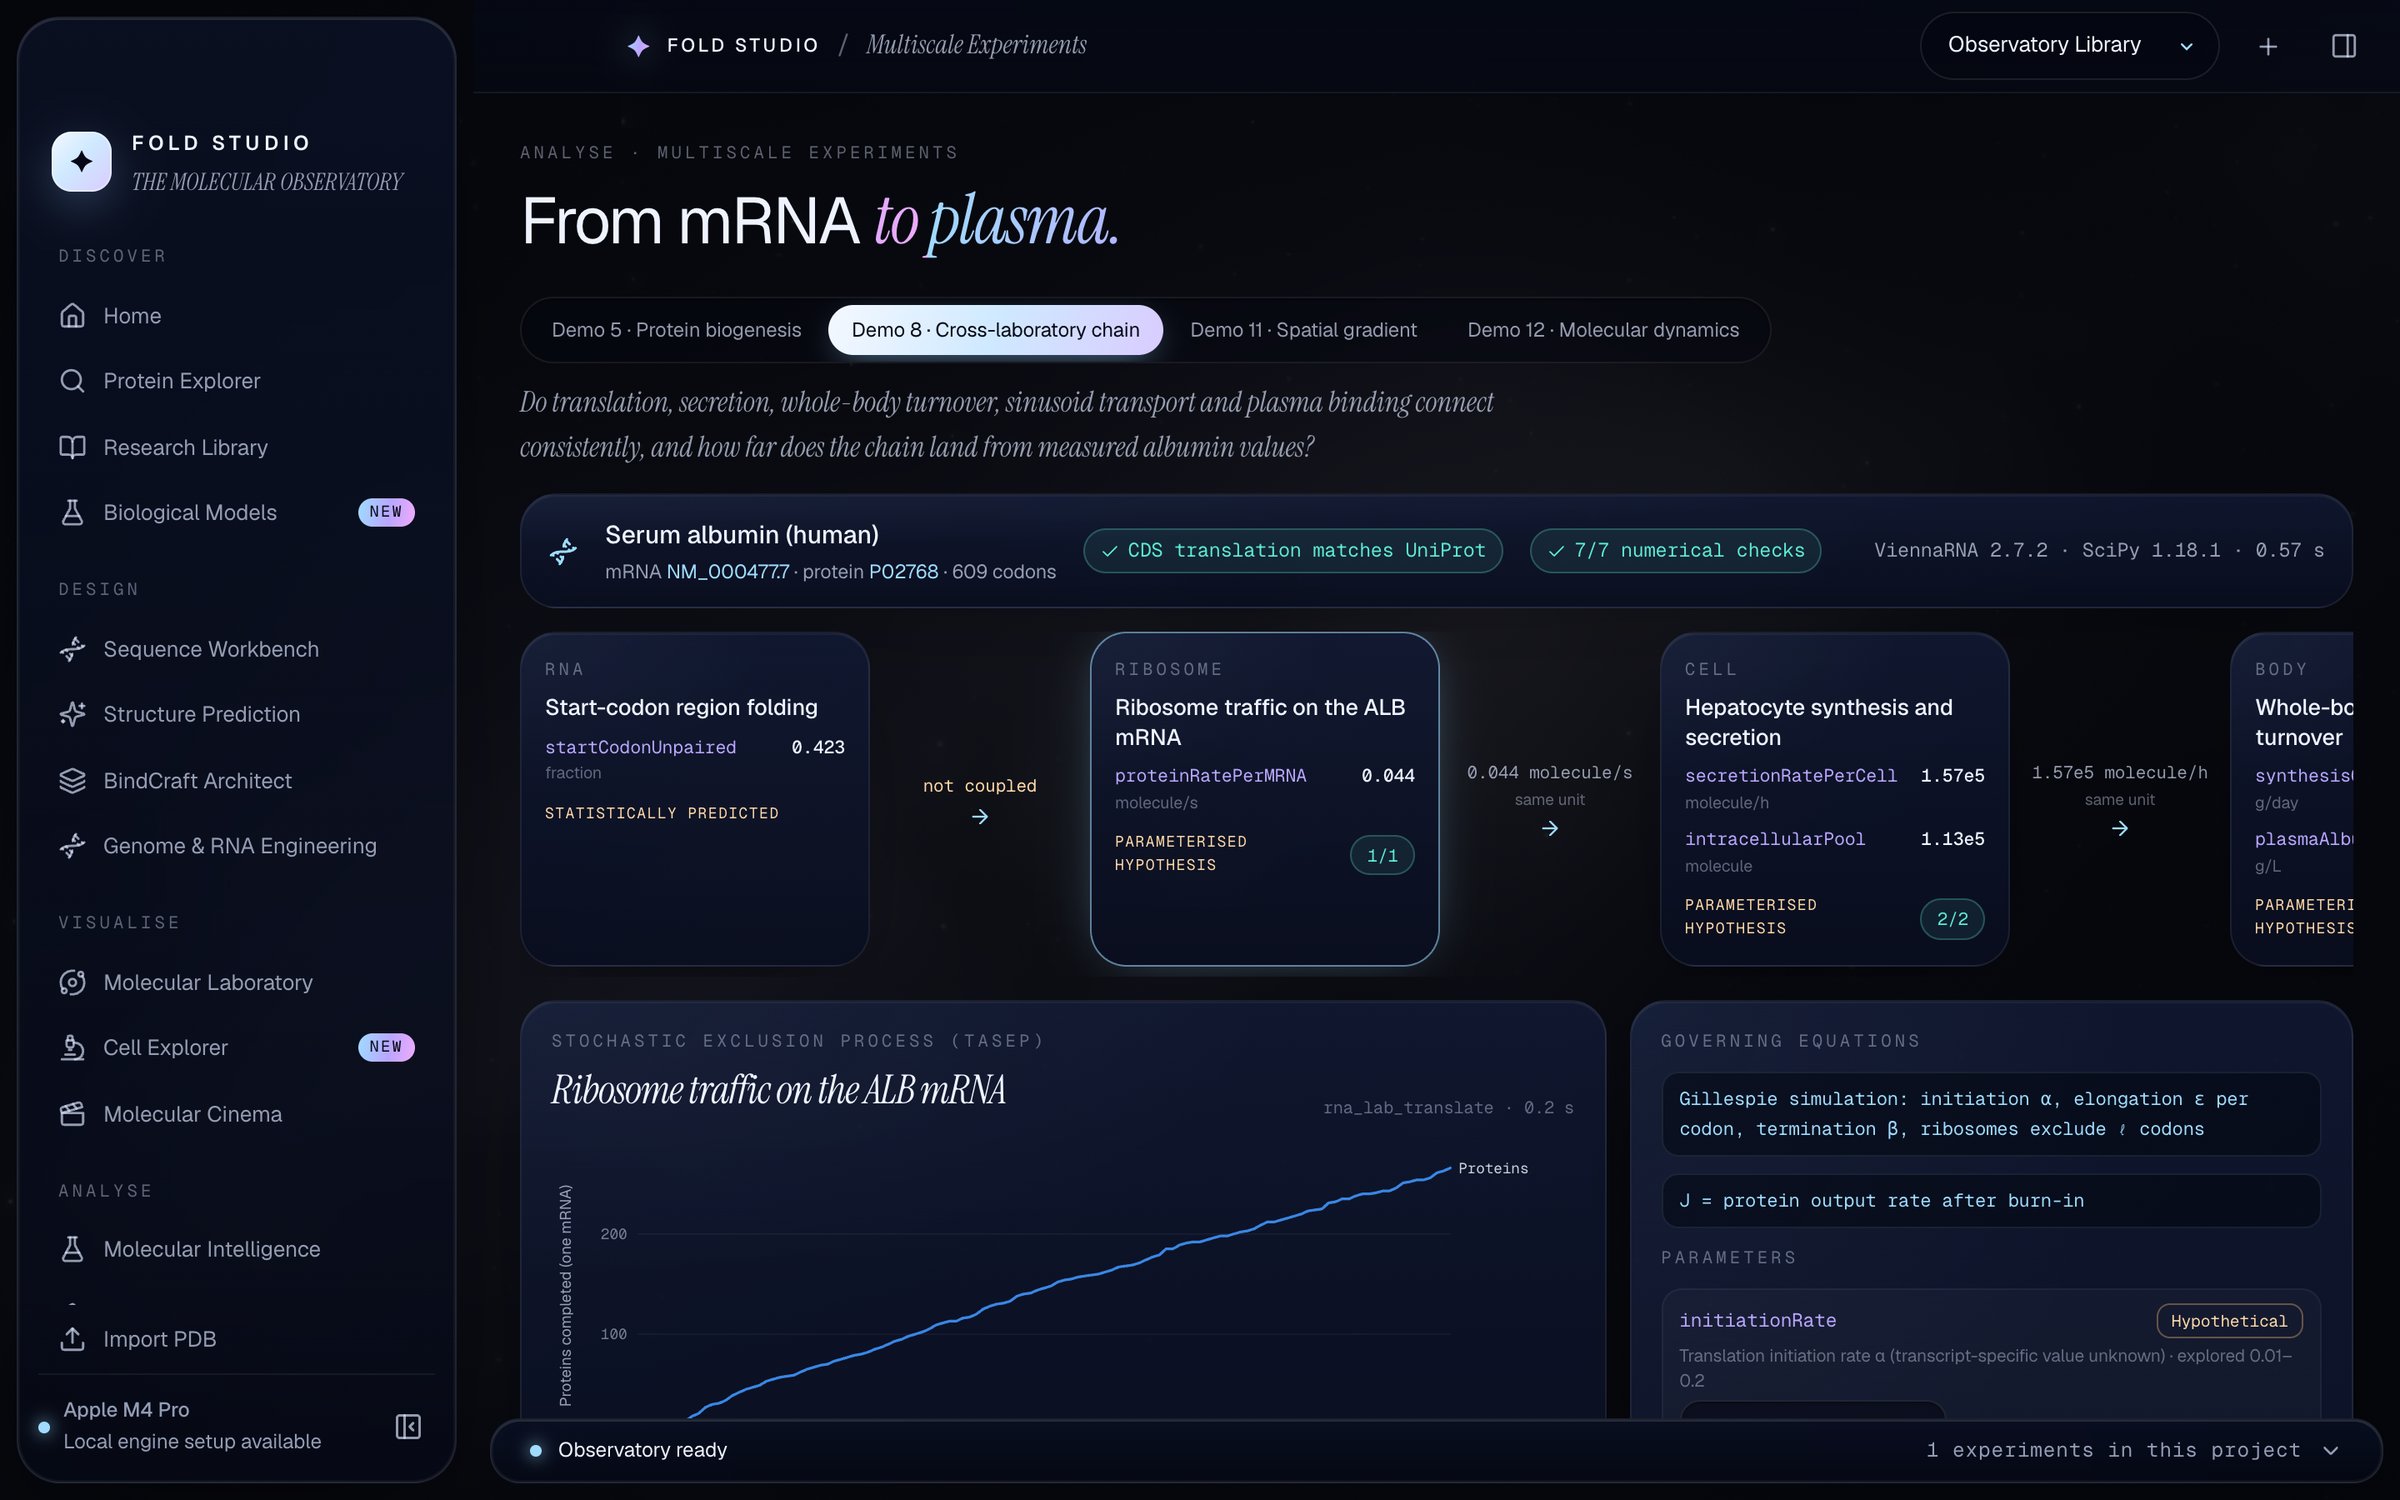 FOLD STUDIO
THE MOLECULAR OBSERVATORY
DISCOVER
Home
Protein Explorer
Research Library
Biological Models
NEW
DESIGN
Sequence Workbench
Structure Prediction
BindCraft Architect
Genome & RNA Engineering
VISUALISE
Molecular Laboratory
Cell Explorer
NEW
Molecular Cinema
ANALYSE
Molecular Intelligence
Import PDB
Apple M4 Pro
Local engine setup available
FOLD STUDIO / Multiscale Experiments
Observatory Library
ANALYSE · MULTISCALE EXPERIMENTS
From mRNA to plasma.
Demo 5 · Protein biogenesis
Demo 8 · Cross-laboratory chain
Demo 11 · Spatial gradient
Demo 12 · Molecular dynamics
Do translation, secretion, whole-body turnover, sinusoid transport and plasma binding connect
consistently, and how far does the chain land from measured albumin values?
Serum albumin (human)
mRNA NM_000477.7 · protein P02768 · 609 codons
CDS translation matches UniProt
7/7 numerical checks
ViennaRNA 2.7.2 · SciPy 1.18.1 · 0.57 s
RNA
Start-codon region folding
startCodonUnpaired 0.423
fraction
STATISTICALLY PREDICTED
not coupled
→
RIBOSOME
Ribosome traffic on the ALB
mRNA
proteinRatePerMRNA 0.044
molecule/s
PARAMETERISED
HYPOTHESIS
1/1
0.044 molecule/s
same unit
→
CELL
Hepatocyte synthesis and
secretion
secretionRatePerCell 1.57e5
molecule/h
intracellularPool 1.13e5
molecule
PARAMETERISED
HYPOTHESIS
2/2
1.57e5 molecule/h
same unit
→
BODY
Whole-bo
turnover
synthesis
g/day
plasmaAlb
g/L
PARAMETERI
HYPOTHESIS
STOCHASTIC EXCLUSION PROCESS (TASEP)
Ribosome traffic on the ALB mRNA
rna_lab_translate · 0.2 s
Proteins completed (one mRNA)
200
100
Proteins
GOVERNING EQUATIONS
Gillespie simulation: initiation α, elongation ε per
codon, termination β, ribosomes exclude ℓ codons
J = protein output rate after burn-in
PARAMETERS
initiationRate
Hypothetical
Translation initiation rate α (transcript-specific value unknown) · explored 0.01–
0.2
Observatory ready
1 experiments in this project